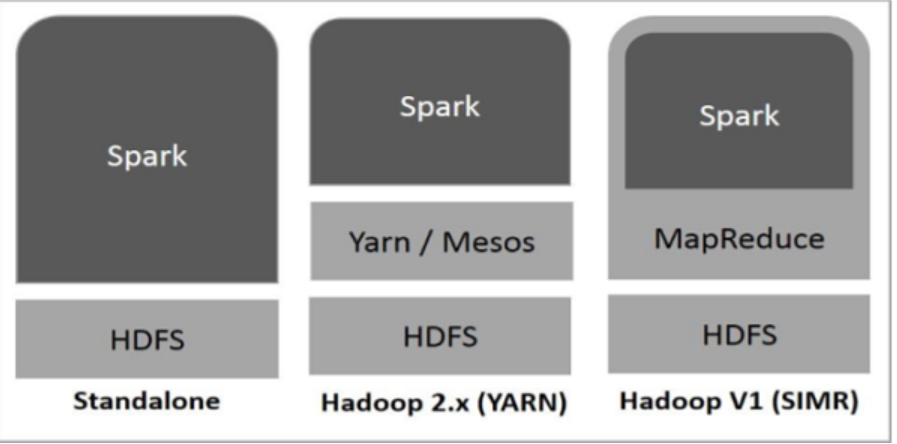 Spark
HDFS
Standalone
Spark
Yarn / Mesos
HDFS
Hadoop 2.x (YARN)
Spark
MapReduce
HDFS
Hadoop V1 (SIMR)